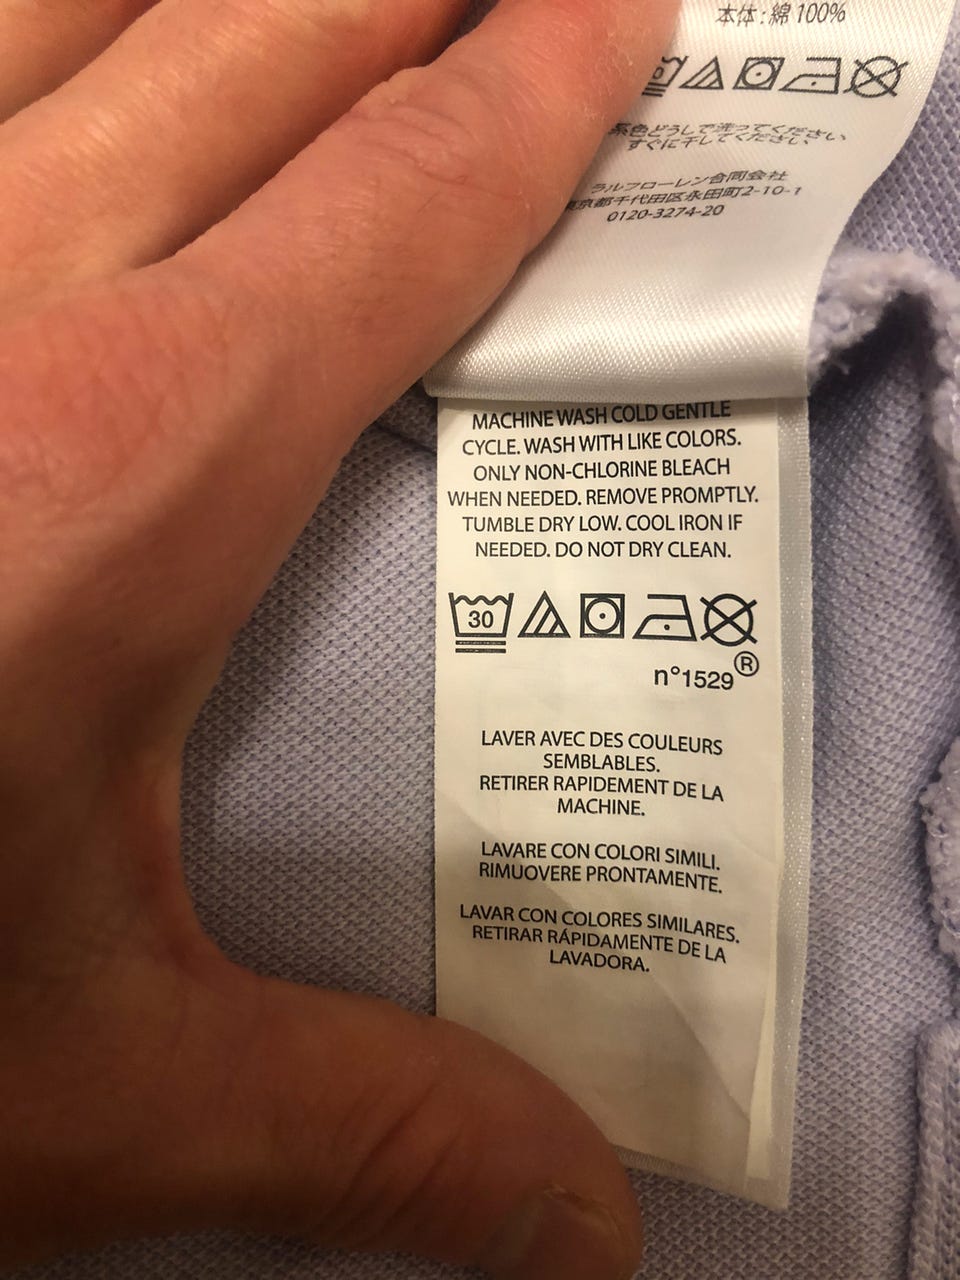 本体:綿 100%
色どうしで洗ってください
すぐに干してください
ラルフローレン合同会社
東京都千代田区永田町2-10-1
0120-3274-20
MACHINE WASH COLD GENTLE
CYCLE. WASH WITH LIKE COLORS.
ONLY NON-CHLORINE BLEACH
WHEN NEEDED. REMOVE PROMPTLY.
TUMBLE DRY LOW. COOL IRON IF
NEEDED. DO NOT DRY CLEAN.
30
n°1529®
LAVER AVEC DES COULEURS
SEMBLABLES.
RETIRER RAPIDEMENT DE LA
MACHINE.
LAVARE CON COLORI SIMILI.
RIMUOVERE PRONTAMENTE.
LAVAR CON COLORES SIMILARES.
RETIRAR RÁPIDAMENTE DE LA
LAVADORA.